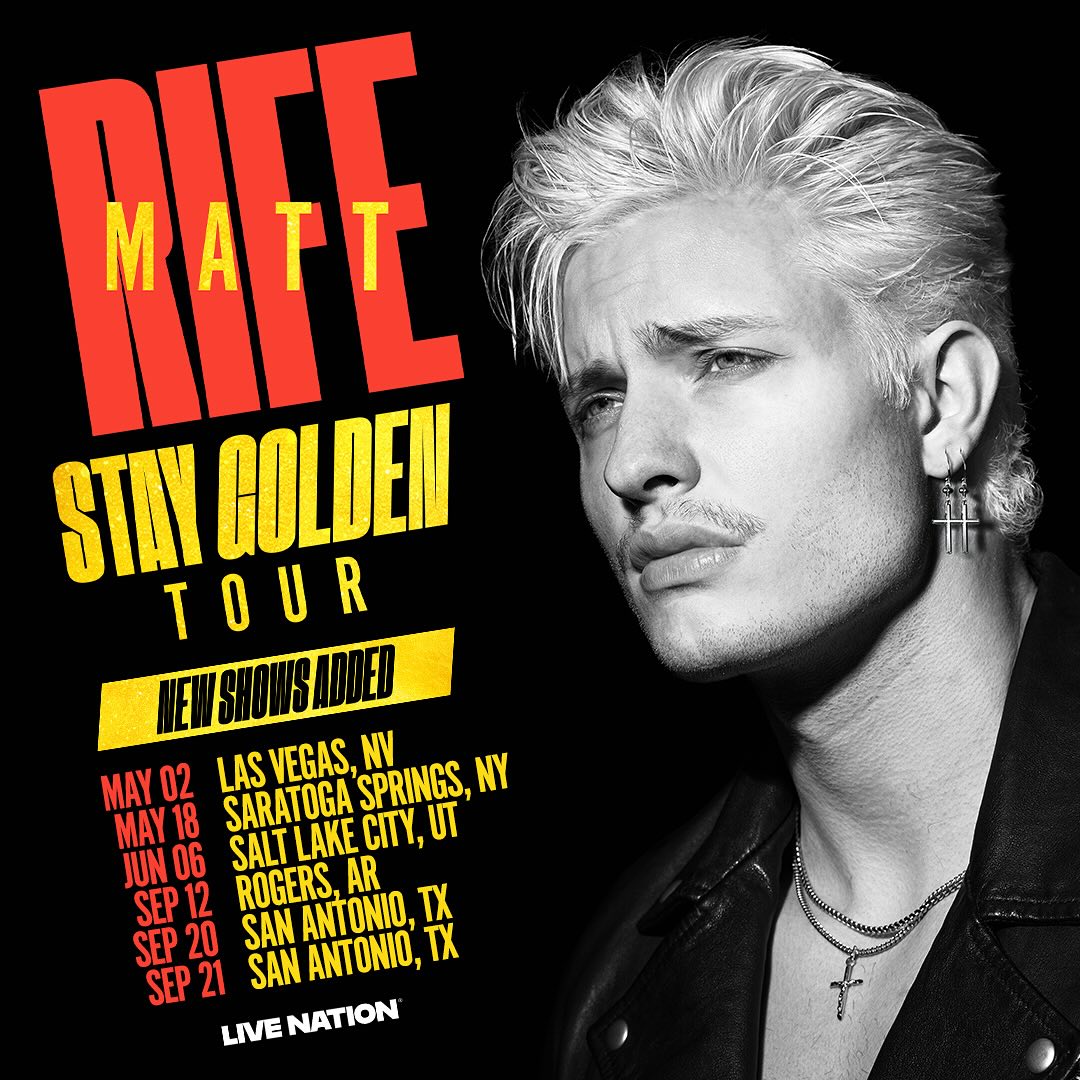 RIFE
MATT
STAY GOLDEN
TOUR
NEW SHOWS ADDED
MAY 02 LAS VEGAS, NV
MAY 18 SARATOGA SPRINGS, NY
JUN 06 SALT LAKE CITY, UT
SEP 12 ROGERS, AR
SEP 20 SAN ANTONIO, TX
SEP 21 SAN ANTONIO, TX
LIVE NATION®